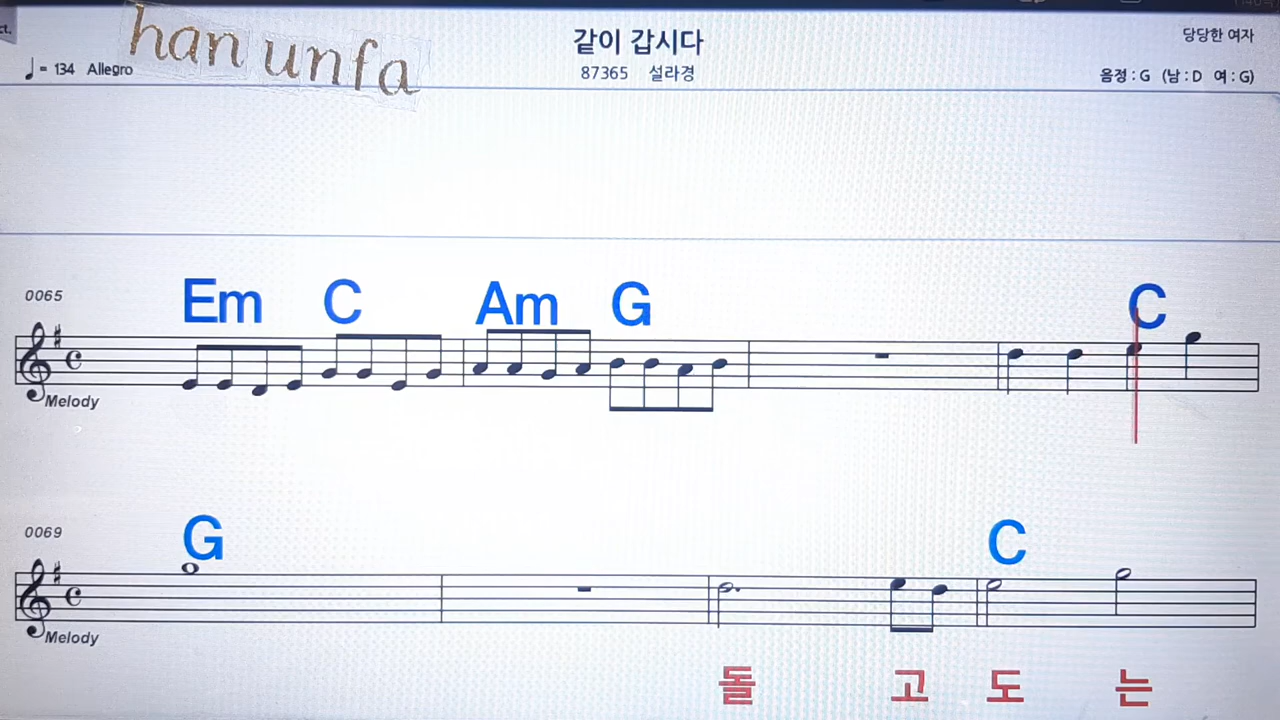 ct.
han unfa
같이 갑시다
당당한 여자
♩= 134 Allegro
87365 설라경
음정 : G (남 : D 여 : G)
0065
Em C Am G C
Melody
0069
G C
Melody
돌 고 도 는